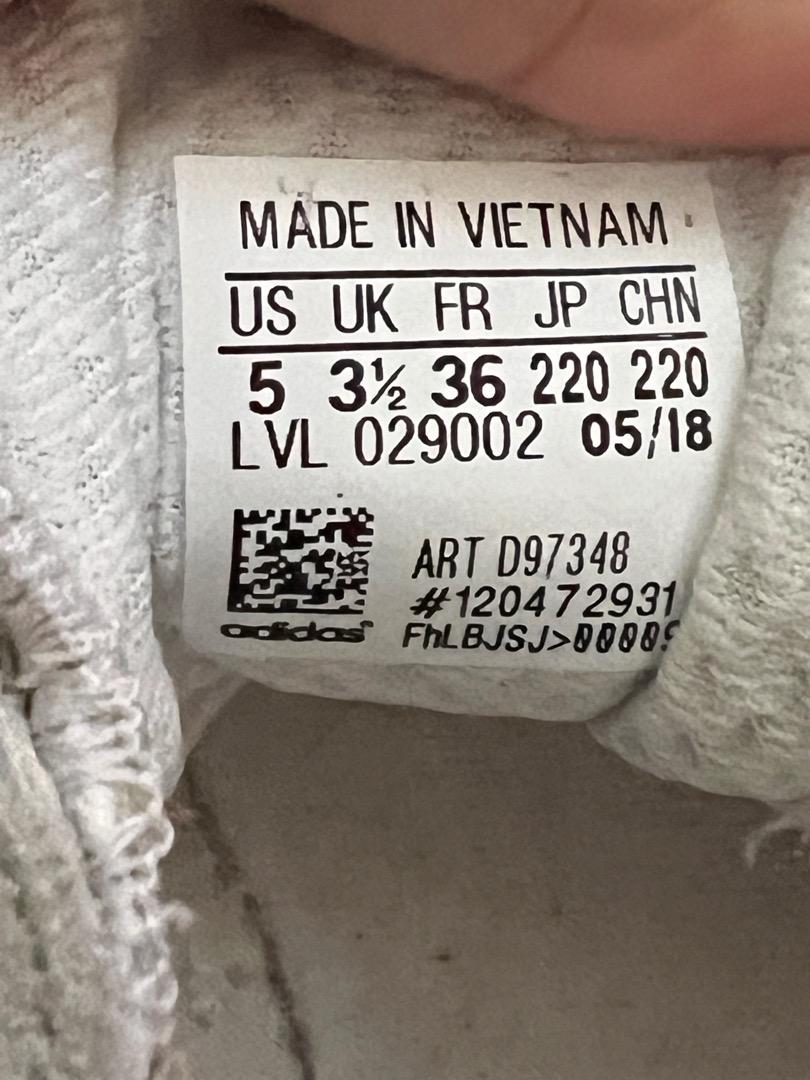 MADE IN VIETNAM
US UK FR JP CHN
5 3½ 36 220 220
LVL 029002 05/18
ART D97348
#120472931
adidas